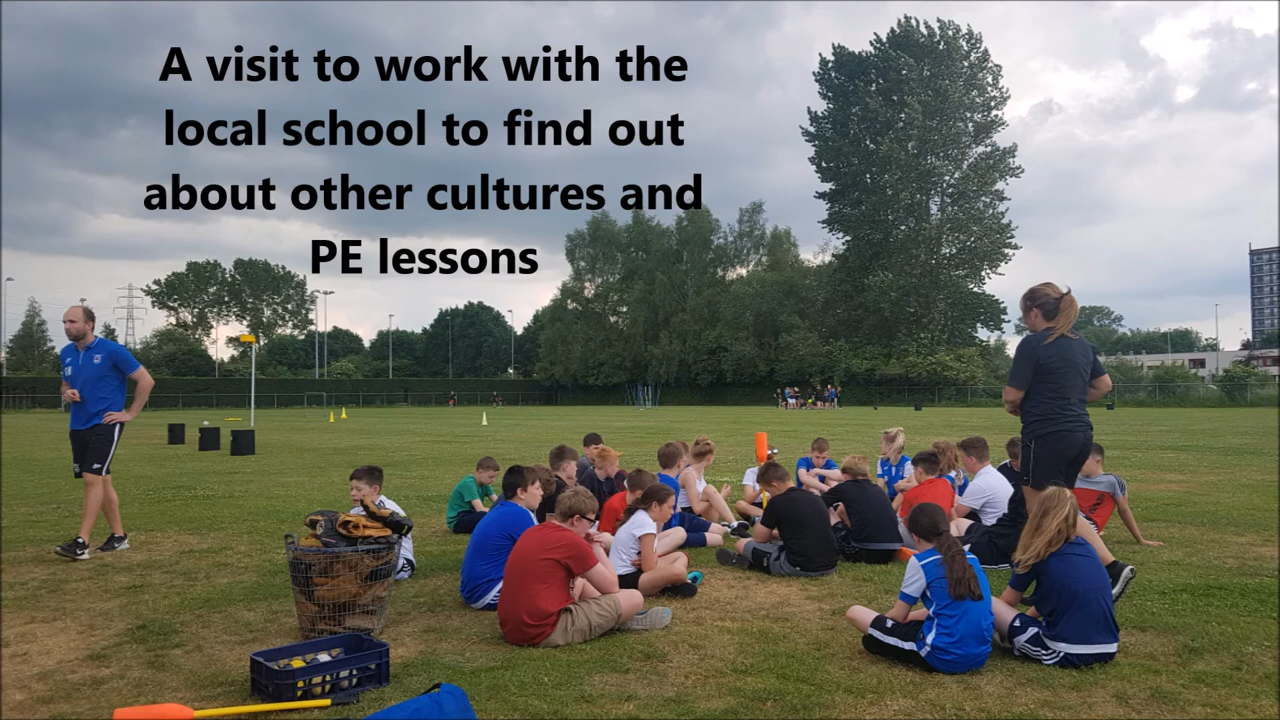 A visit to work with the
local school to find out
about other cultures and
PE lessons